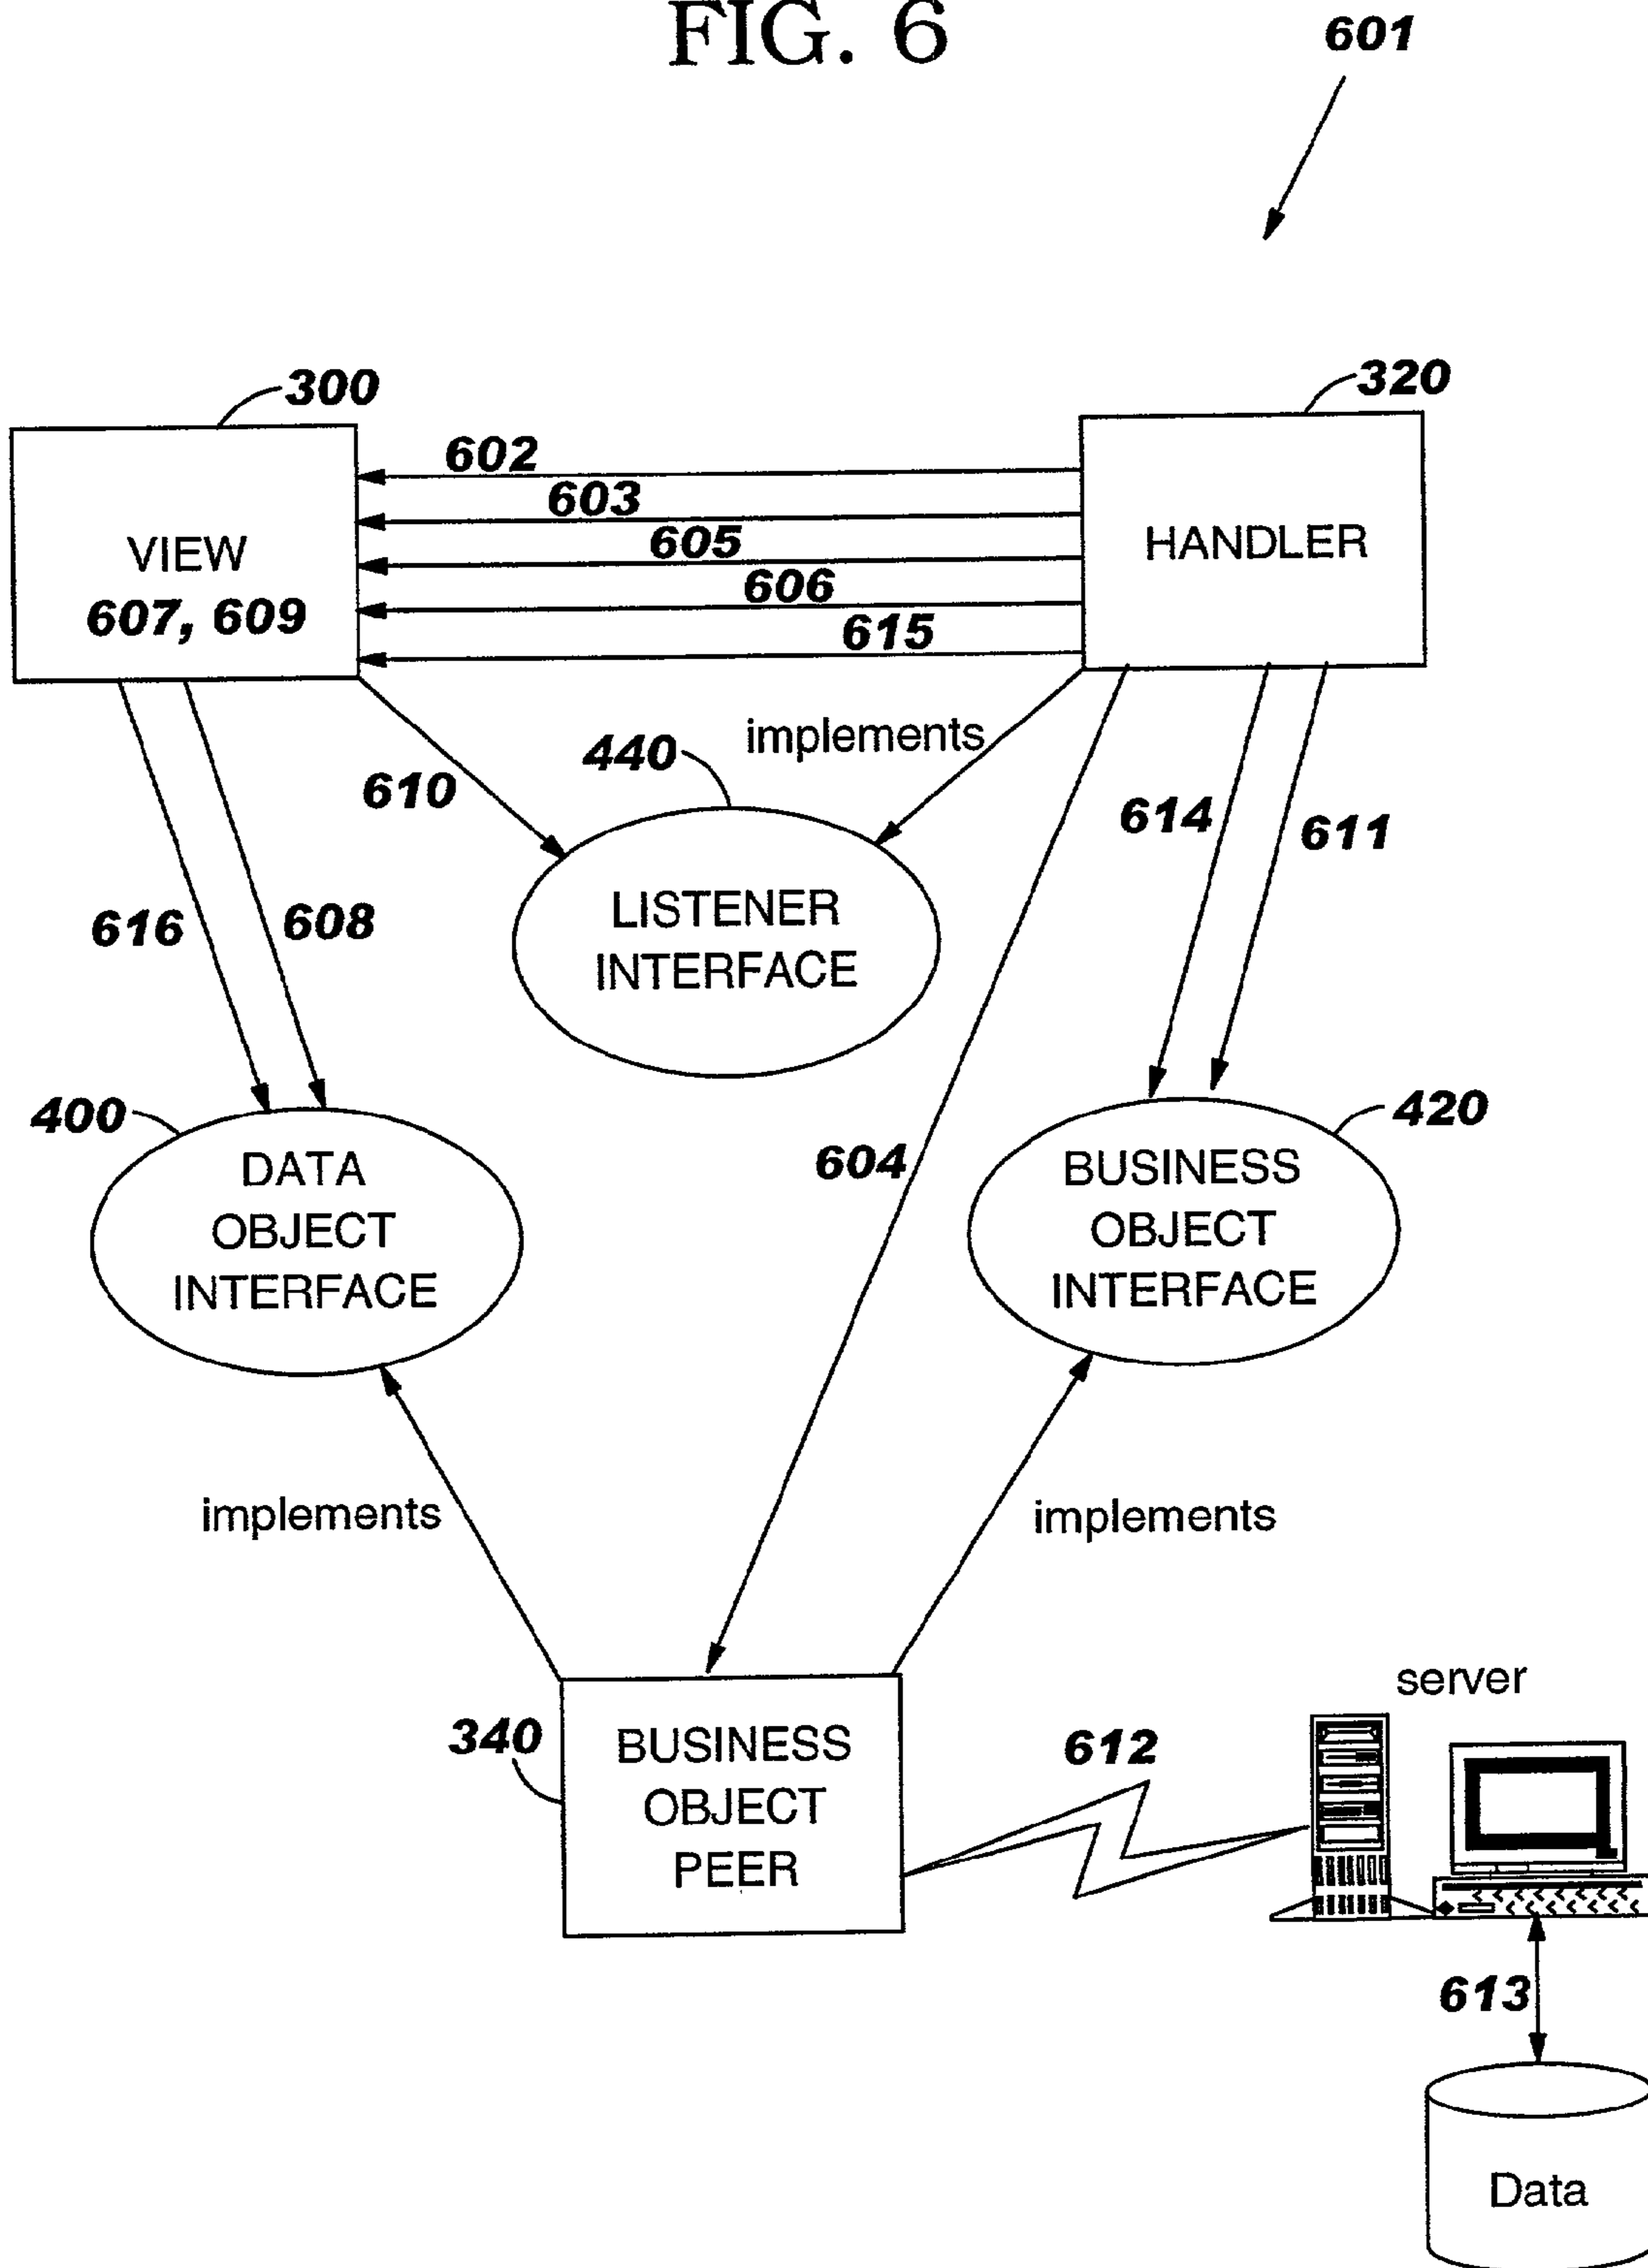 FIG. 6
601
300
320
602
603
605
606
615
VIEW
607, 609
HANDLER
implements
440
610
614
611
LISTENER
INTERFACE
616
608
400
420
604
DATA
OBJECT
INTERFACE
BUSINESS
OBJECT
INTERFACE
implements
implements
server
340
612
BUSINESS
OBJECT
PEER
613
Data